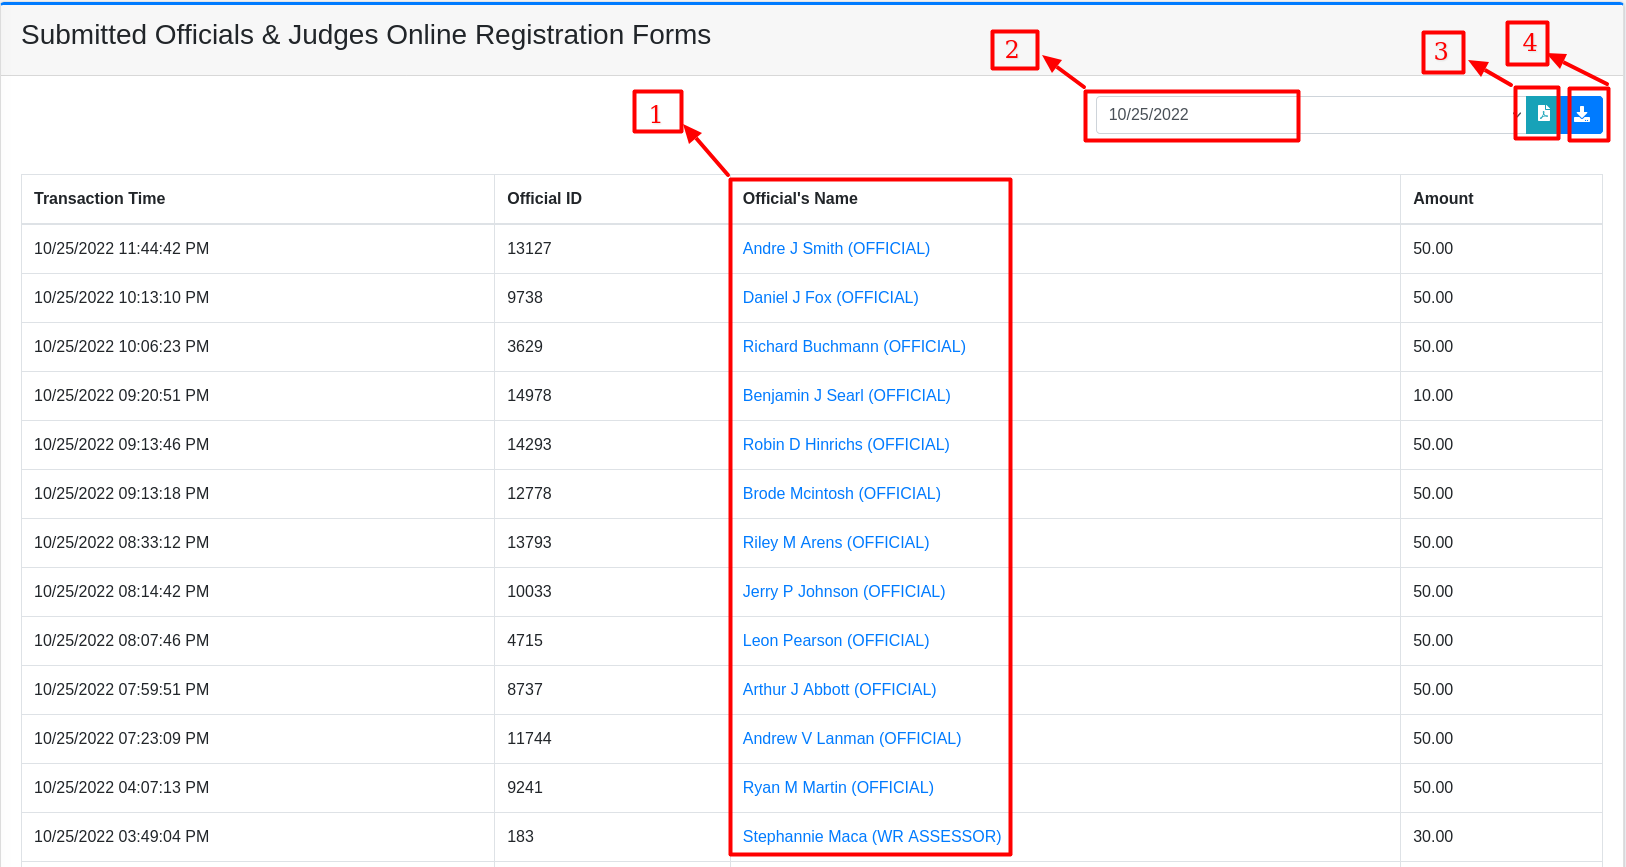 Submitted Officials & Judges Online Registration Forms
2
3
4
1
10/25/2022
Transaction Time Official ID Official's Name Amount
10/25/2022 11:44:42 PM 13127 Andre J Smith (OFFICIAL) 50.00
10/25/2022 10:13:10 PM 9738 Daniel J Fox (OFFICIAL) 50.00
10/25/2022 10:06:23 PM 3629 Richard Buchmann (OFFICIAL) 50.00
10/25/2022 09:20:51 PM 14978 Benjamin J Searl (OFFICIAL) 10.00
10/25/2022 09:13:46 PM 14293 Robin D Hinrichs (OFFICIAL) 50.00
10/25/2022 09:13:18 PM 12778 Brode Mcintosh (OFFICIAL) 50.00
10/25/2022 08:33:12 PM 13793 Riley M Arens (OFFICIAL) 50.00
10/25/2022 08:14:42 PM 10033 Jerry P Johnson (OFFICIAL) 50.00
10/25/2022 08:07:46 PM 4715 Leon Pearson (OFFICIAL) 50.00
10/25/2022 07:59:51 PM 8737 Arthur J Abbott (OFFICIAL) 50.00
10/25/2022 07:23:09 PM 11744 Andrew V Lanman (OFFICIAL) 50.00
10/25/2022 04:07:13 PM 9241 Ryan M Martin (OFFICIAL) 50.00
10/25/2022 03:49:04 PM 183 Stephannie Maca (WR ASSESSOR) 30.00